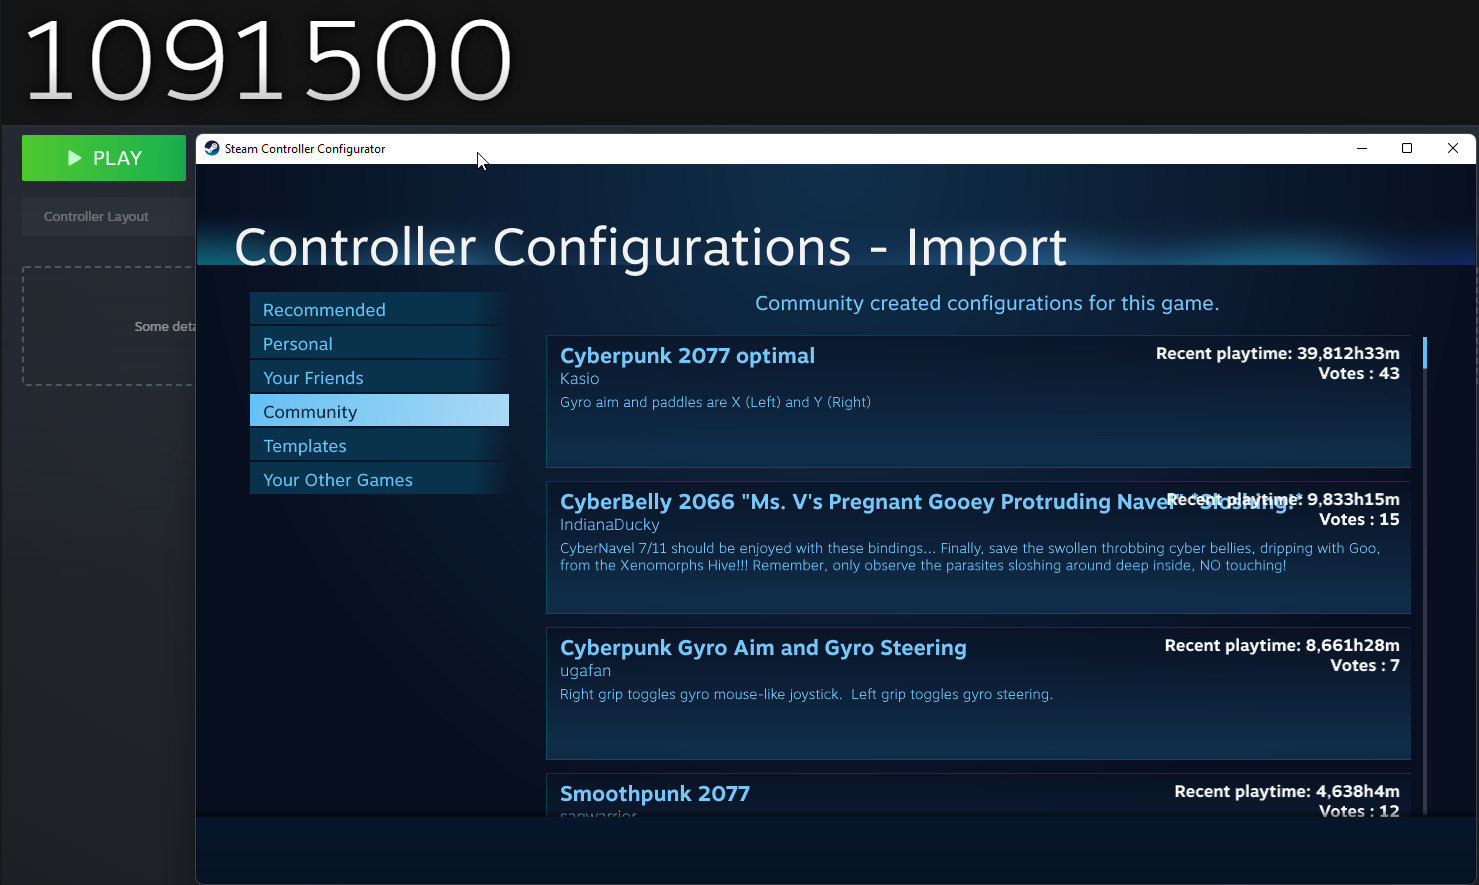 1091500
PLAY
Controller Layout
Some deta
Steam Controller Configurator
Controller Configurations - Import
Recommended
Personal
Your Friends
Community
Templates
Your Other Games
Community created configurations for this game.
Cyberpunk 2077 optimal
Recent playtime: 39,812h33m
Kasio
Votes : 43
Gyro aim and paddles are X (Left) and Y (Right)
CyberBelly 2066 "Ms. V's Pregnant Gooey Protruding Navel" *Sloshing!*
Recent playtime: 9,833h15m
IndianaDucky
Votes : 15
CyberNavel 7/11 should be enjoyed with these bindings... Finally, save the swollen throbbing cyber bellies, dripping with Goo,
from the Xenomorphs Hive!!! Remember, only observe the parasites sloshing around deep inside, NO touching!
Cyberpunk Gyro Aim and Gyro Steering
Recent playtime: 8,661h28m
ugafan
Votes : 7
Right grip toggles gyro mouse-like joystick. Left grip toggles gyro steering.
Smoothpunk 2077
Recent playtime: 4,638h4m
Votes : 12